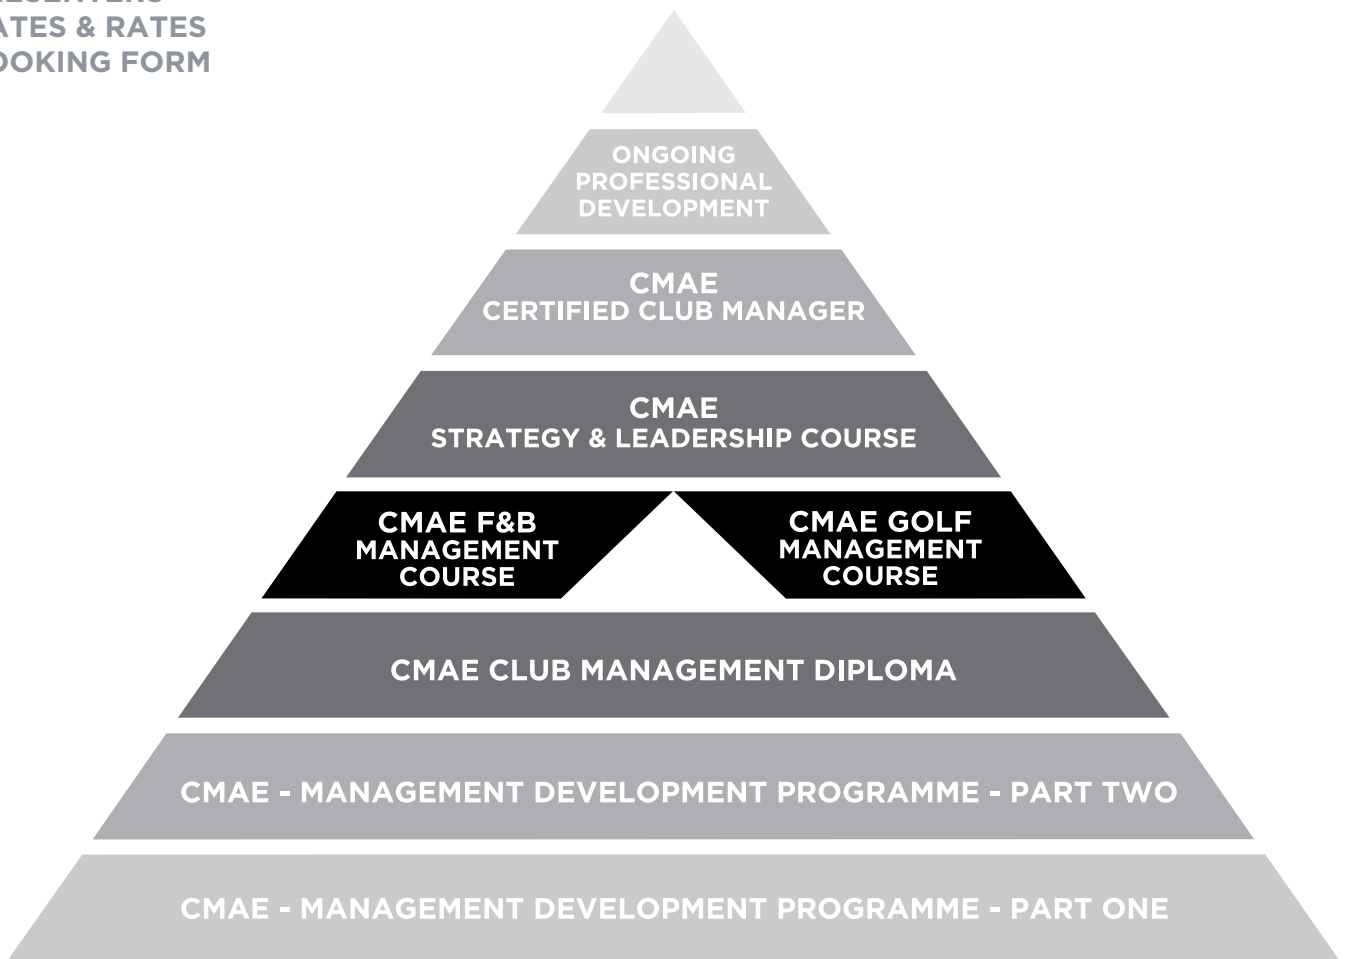 ATES & RATES
OOKING FORM
ONGOING
PROFESSIONAL
DEVELOPMENT
CMAE
CERTIFIED CLUB MANAGER
CMAE
STRATEGY & LEADERSHIP COURSE
CMAE F&B
MANAGEMENT
COURSE
CMAE GOLF
MANAGEMENT
COURSE
CMAE CLUB MANAGEMENT DIPLOMA
CMAE - MANAGEMENT DEVELOPMENT PROGRAMME - PART TWO
CMAE - MANAGEMENT DEVELOPMENT PROGRAMME - PART ONE